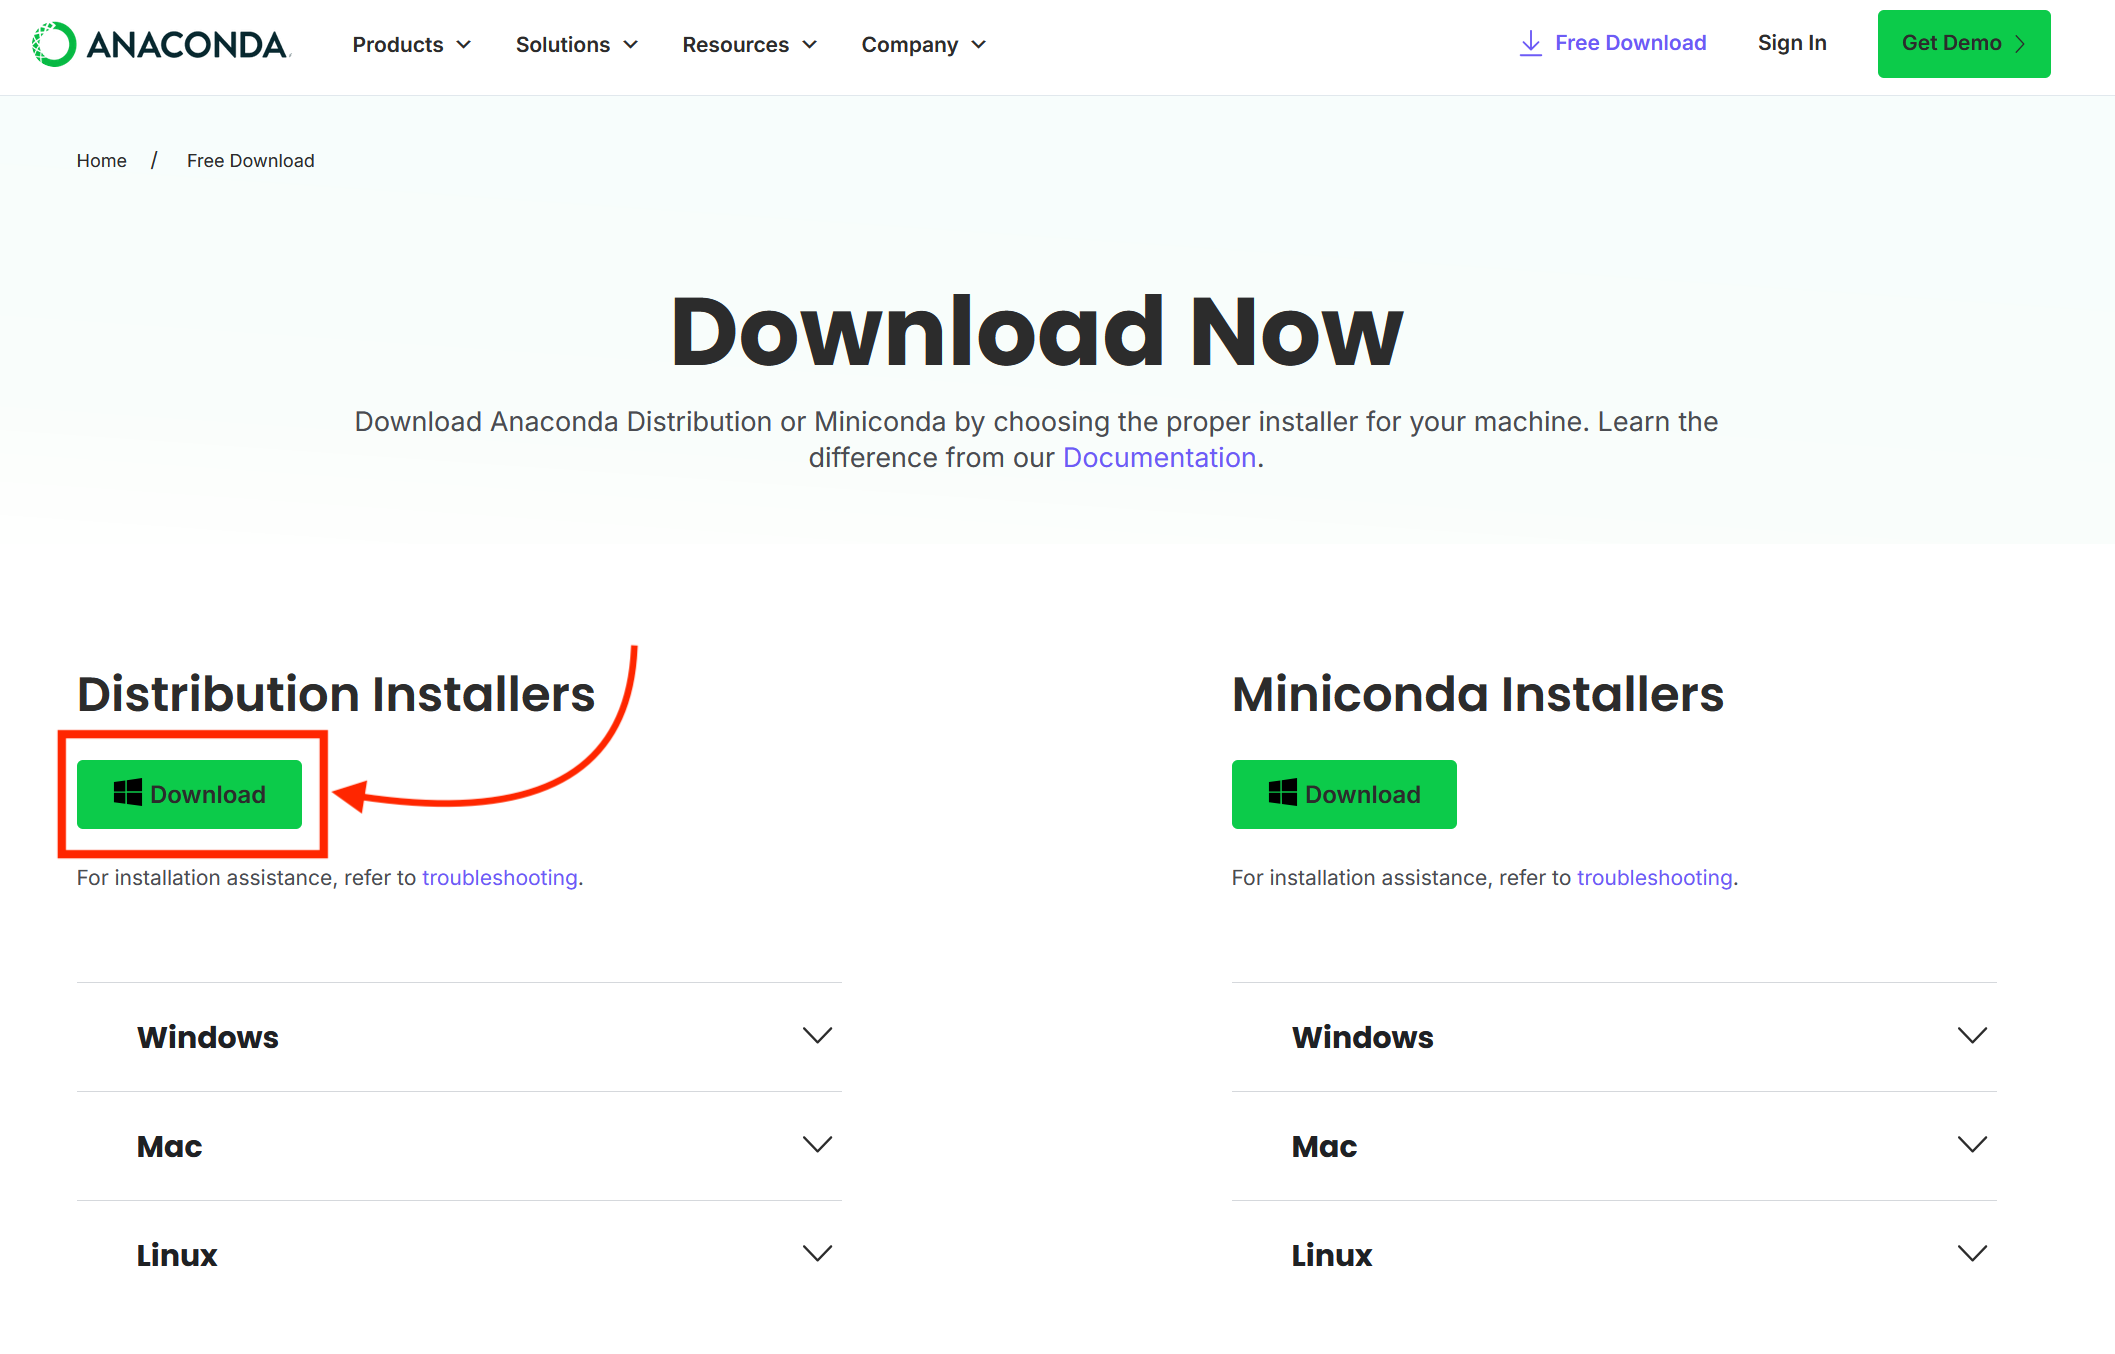 ANACONDA
Products
Solutions
Resources
Company
Free Download
Sign In
Get Demo
Home / Free Download
Download Now
Download Anaconda Distribution or Miniconda by choosing the proper installer for your machine. Learn the
difference from our Documentation.
Distribution Installers
Download
For installation assistance, refer to troubleshooting.
Windows
Mac
Linux
Miniconda Installers
Download
For installation assistance, refer to troubleshooting.
Windows
Mac
Linux